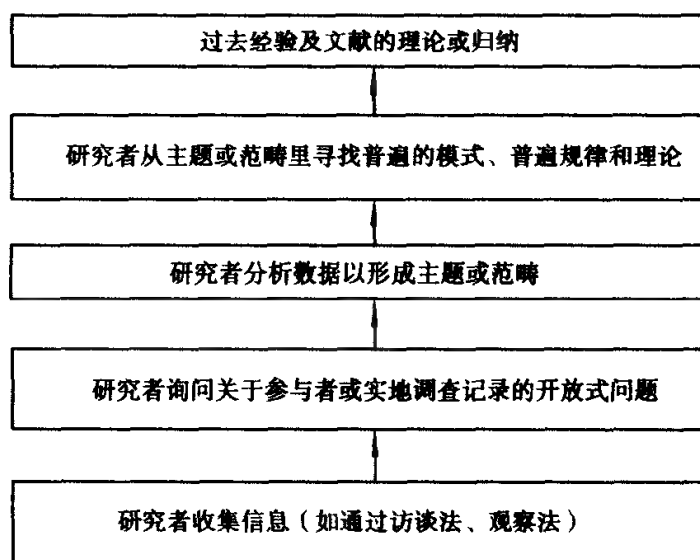 过去经验及文献的理论或归纳
研究者从主题或范畴里寻找普遍的模式、普遍规律和理论
研究者分析数据以形成主题或范畴
研究者询问关于参与者或实地调查记录的开放式问题
研究者收集信息（如通过访谈法、观察法）